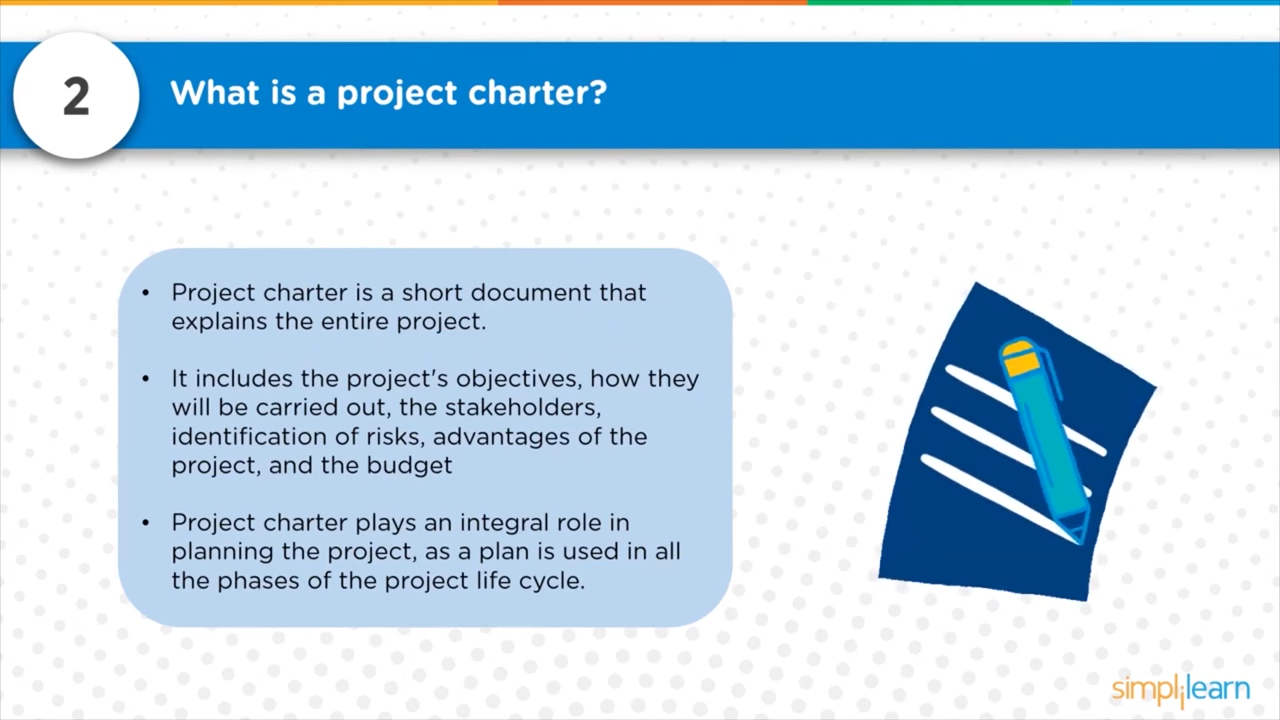 2
What is a project charter?
• Project charter is a short document that
explains the entire project.
• It includes the project's objectives, how they
will be carried out, the stakeholders,
identification of risks, advantages of the
project, and the budget
• Project charter plays an integral role in
planning the project, as a plan is used in all
the phases of the project life cycle.
simplilearn